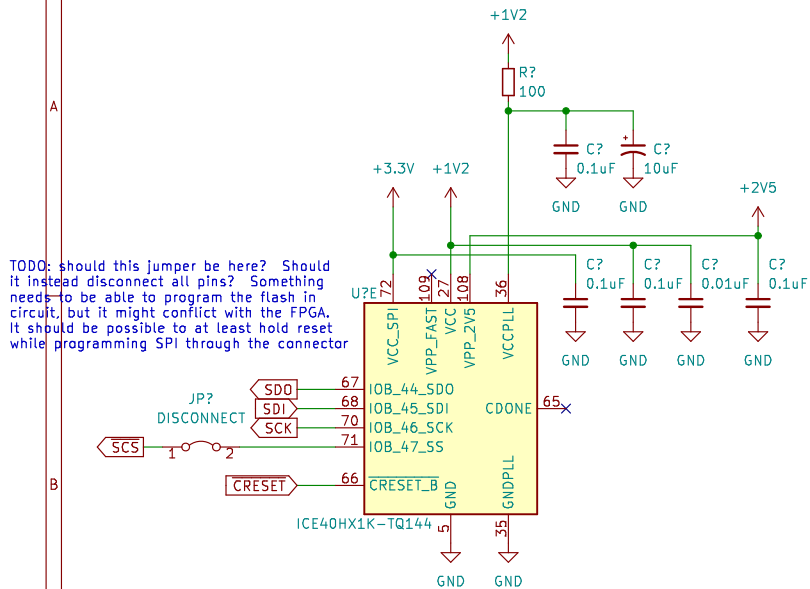 +1V2
R?
100
A
C?
0.1uF
C?
10uF
+3.3V
+1V2
GND
GND
+2V5
TODO: should this jumper be here?  Should
it instead disconnect all pins?  Something
needs to be able to program the flash in
circuit, but it might conflict with the FPGA.
It should be possible to at least hold reset
while programming SPI through the connector
C?
0.1uF
C?
0.1uF
C?
0.01uF
C?
0.1uF
U?E
72
109
27
108
36
VCC_SPI
VPP_FAST
VCC
VPP_2V5
VCCPLL
GND
GND
GND
GND
SDO
67
IOB_44_SDO
SDI
68
IOB_45_SDI
CDONE
65
JP?
DISCONNECT
SCK
70
IOB_46_SCK
SCS
1
2
71
IOB_47_SS
B
CRESET
66
CRESET_B
GND
GNDPLL
ICE40HX1K-TQ144
5
35
GND
GND